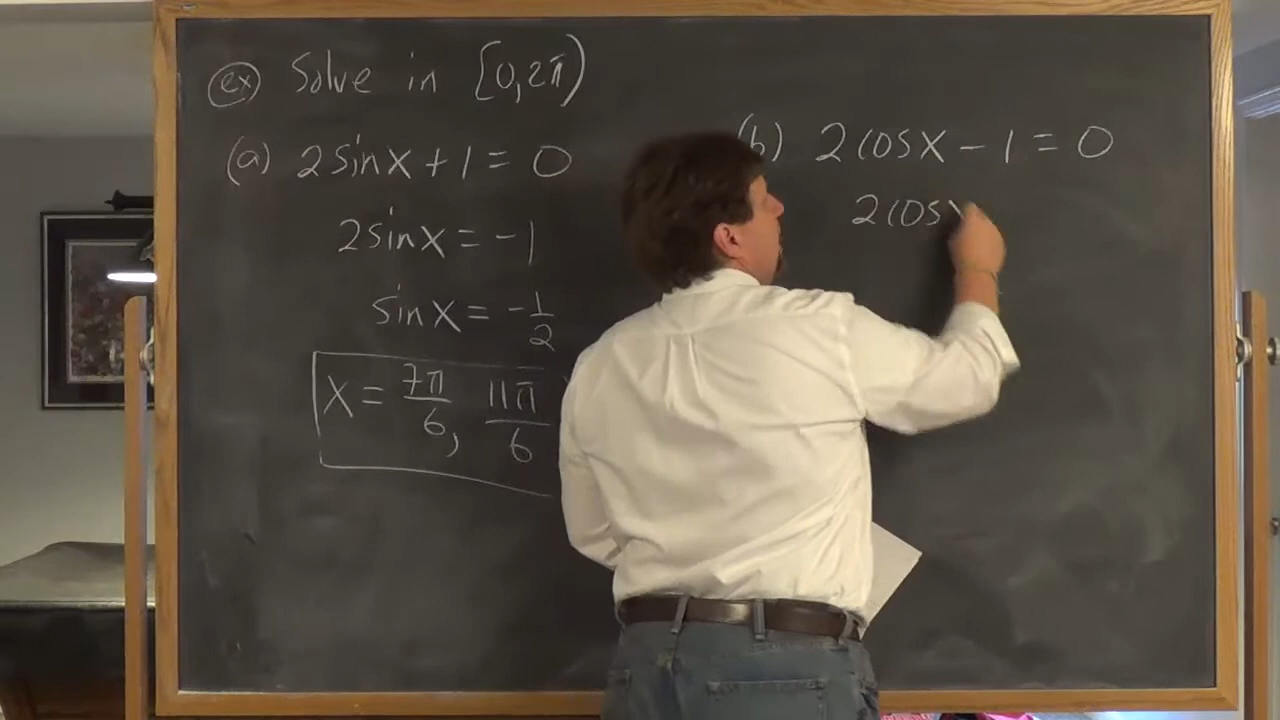 (ex) Solve in [0, 2π)
(a) 2sinx + 1 = 0
2sinx = -1
sinx = -1/2
x = 7π/6, 11π/6
(b) 2cosx - 1 = 0
2cosx